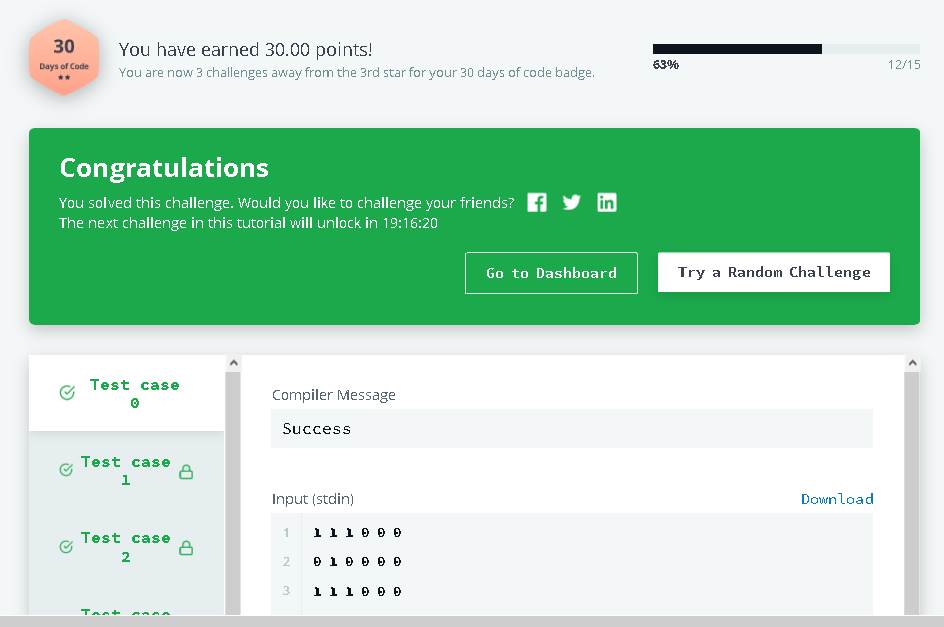 30
Days of Code
You have earned 30.00 points!
You are now 3 challenges away from the 3rd star for your 30 days of code badge.
63%
12/15
Congratulations
You solved this challenge. Would you like to challenge your friends?
The next challenge in this tutorial will unlock in 19:16:20
Go to Dashboard
Try a Random Challenge
Test case
0
Test case
1
Test case
2
Test case
Compiler Message
Success
Input (stdin)
Download
1 1 1 1 0 0 0
2 0 1 0 0 0 0
3 1 1 1 0 0 0